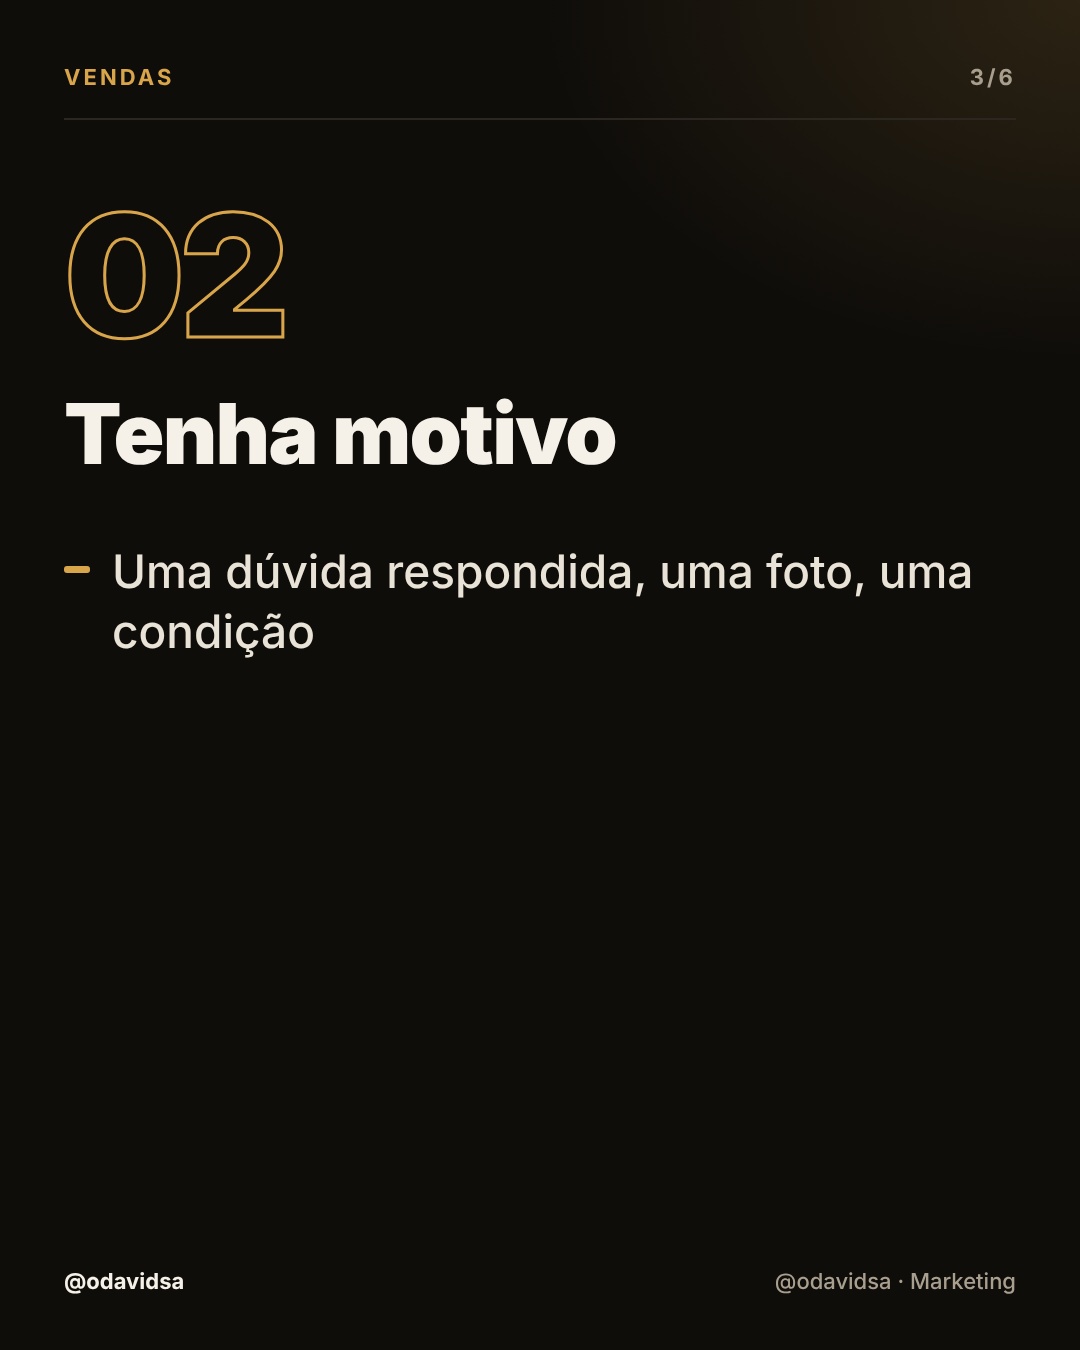 VENDAS
3/6
02
Tenha motivo
Uma dúvida respondida, uma foto, uma
condição
@odavidsa
@odavidsa · Marketing